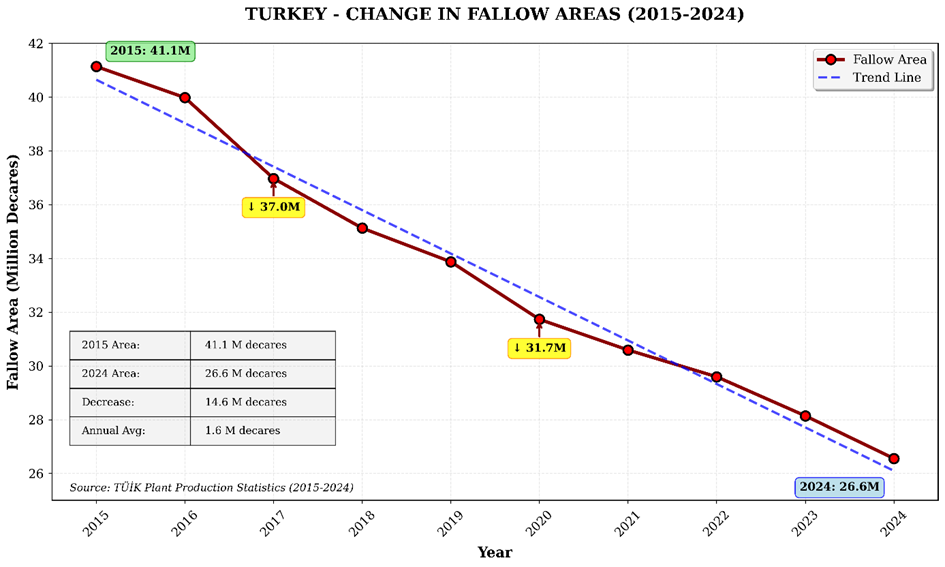 TURKEY - CHANGE IN FALLOW AREAS (2015-2024)
Fallow Area (Million Decares)
42
40
38
36
34
32
30
28
26
2015: 41.1M
↓ 37.0M
↓ 31.7M
2024: 26.6M
Fallow Area
Trend Line
2015 Area: 41.1 M decares
2024 Area: 26.6 M decares
Decrease: 14.6 M decares
Annual Avg: 1.6 M decares
Source: TÜİK Plant Production Statistics (2015-2024)
2015 2016 2017 2018 2019 2020 2021 2022 2023 2024
Year